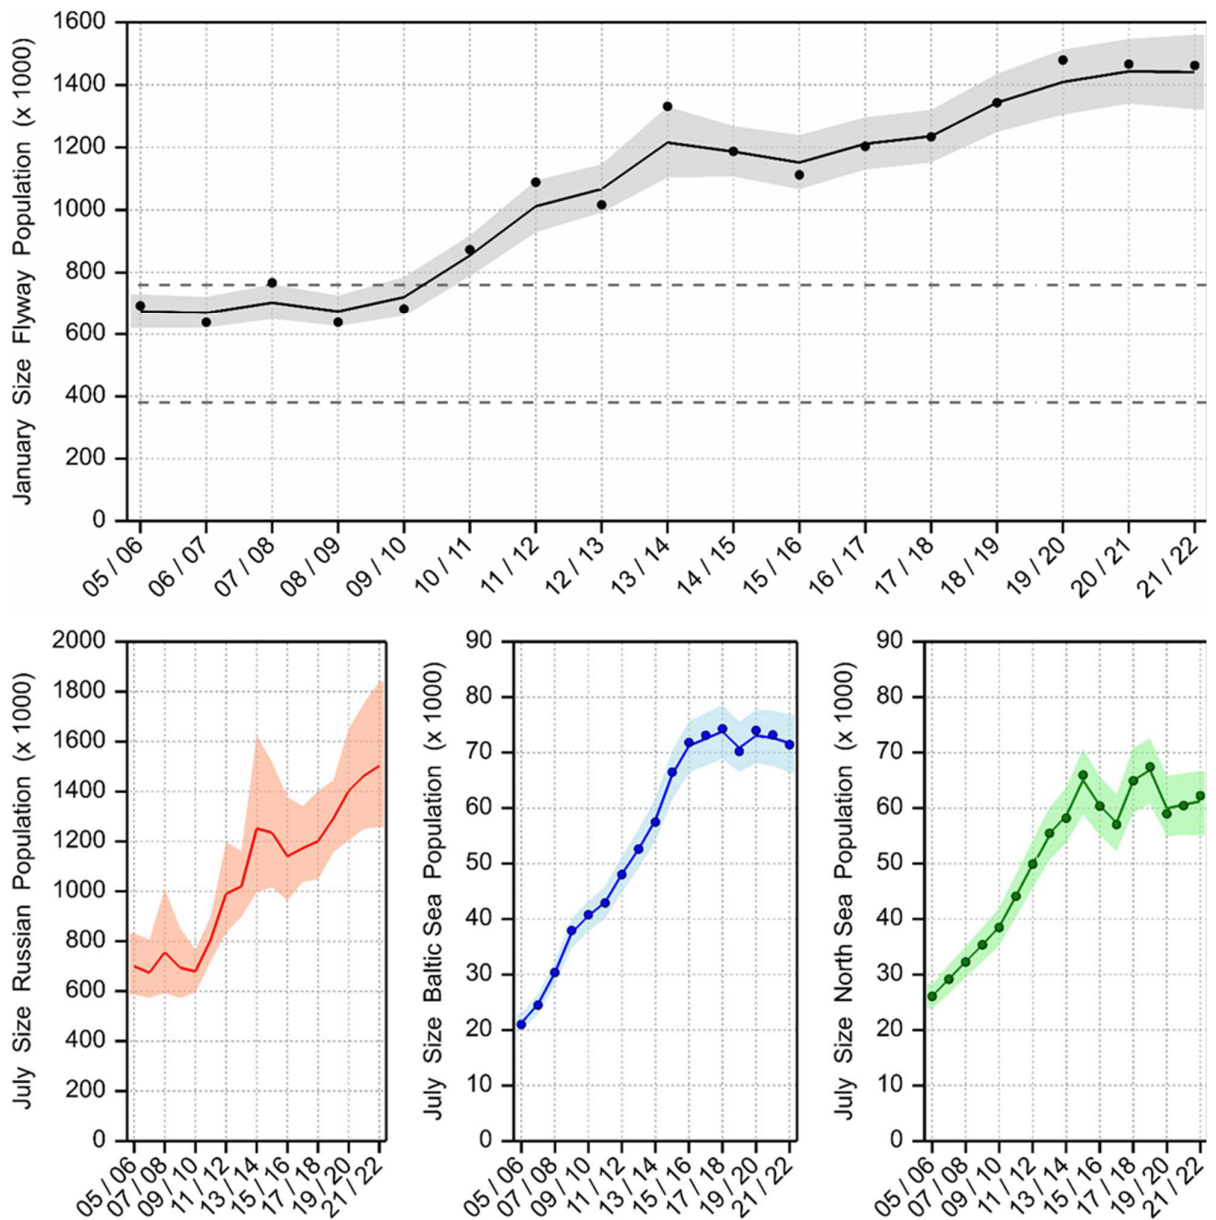 January Size Flyway Population (x 1000)
1600
1400
1200
1000
800
600
400
200
0
05 / 06
06 / 07
07 / 08
08 / 09
09 / 10
10 / 11
11 / 12
12 / 13
13 / 14
14 / 15
15 / 16
16 / 17
17 / 18
18 / 19
19 / 20
20 / 21
21 / 22
July Size Russian Population (x 1000)
2000
1800
1600
1400
1200
1000
800
600
400
200
0
05 / 06
07 / 08
09 / 10
11 / 12
13 / 14
15 / 16
17 / 18
19 / 20
21 / 22
July Size Baltic Sea Population (x 1000)
90
80
70
60
50
40
30
20
10
0
05 / 06
07 / 08
09 / 10
11 / 12
13 / 14
15 / 16
17 / 18
19 / 20
21 / 22
July Size North Sea Population (x 1000)
90
80
70
60
50
40
30
20
10
0
05 / 06
07 / 08
09 / 10
11 / 12
13 / 14
15 / 16
17 / 18
19 / 20
21 / 22